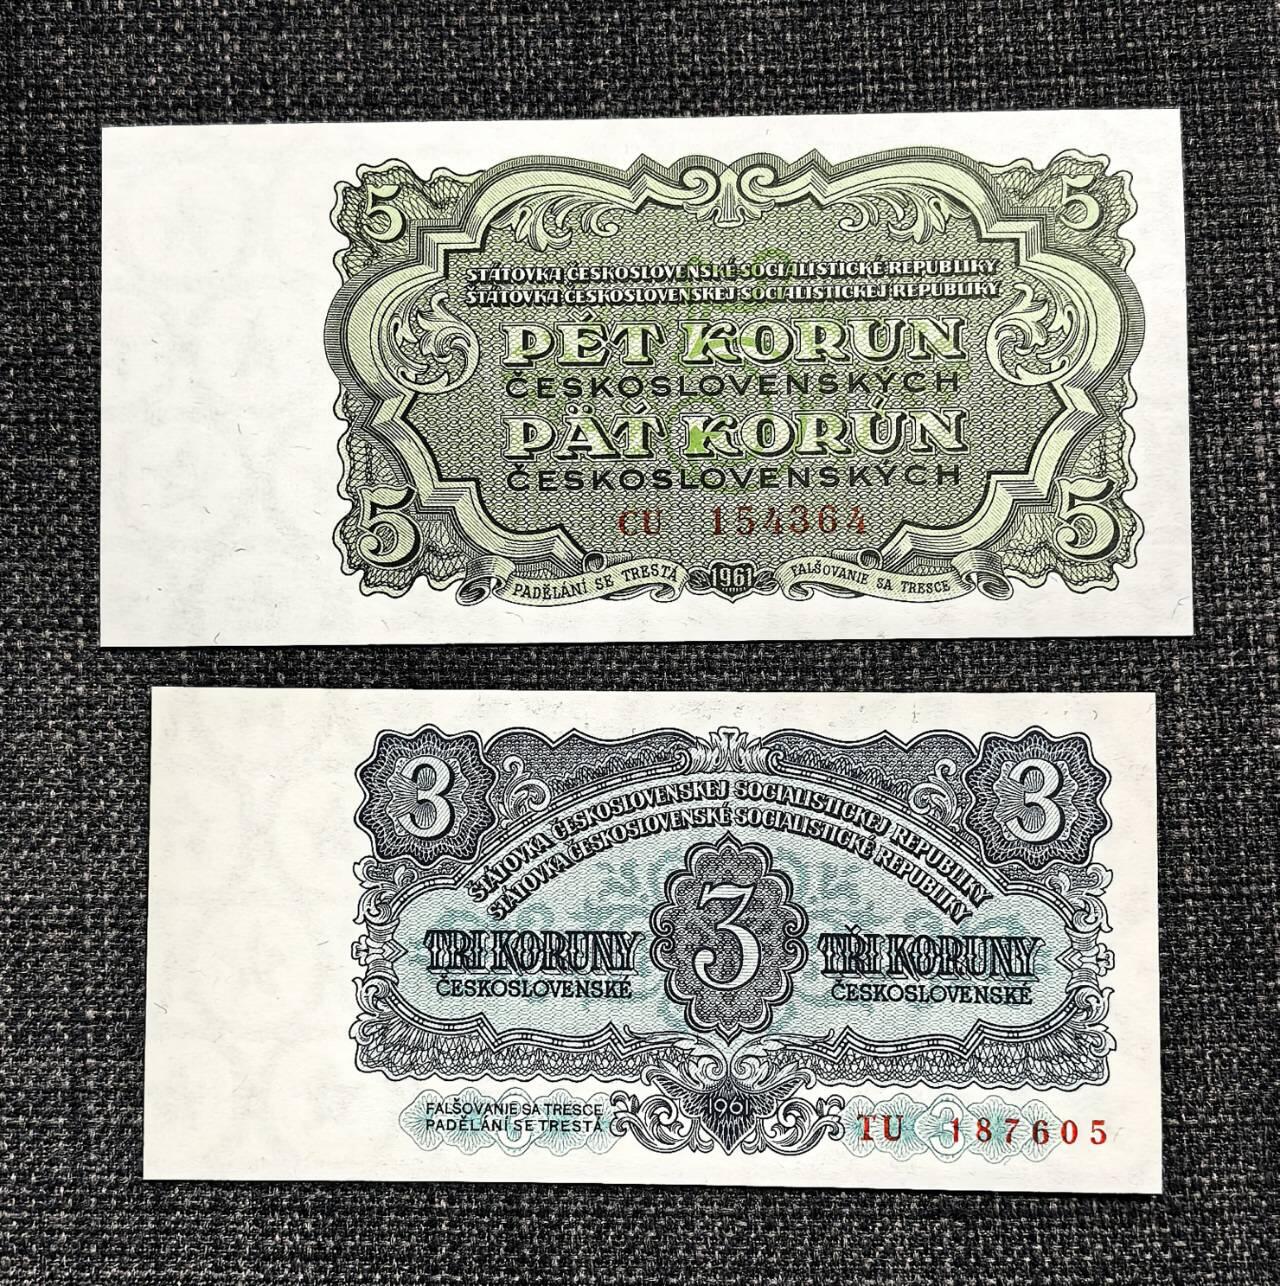 5 5
STÁTOVKA ČESKOSLOVENSKÉ SOCIALISTICKÉ REPUBLIKY
ŠTÁTOVKA ČESKOSLOVENSKEJ SOCIALISTICKEJ REPUBLIKY
PĚT KORUN
ČESKOSLOVENSKÝCH
PÄŤ KORÚN
ČESKOSLOVENSKÝCH
CU 154364
5 5
PADĚLÁNÍ SE TRESTÁ 1961 FALŠOVANIE SA TRESCE
3 3
ŠTÁTOVKA ČESKOSLOVENSKEJ SOCIALISTICKEJ REPUBLIKY
STÁTOVKA ČESKOSLOVENSKÉ SOCIALISTICKÉ REPUBLIKY
3
TRI KORUNY TŘI KORUNY
ČESKOSLOVENSKÉ ČESKOSLOVENSKÉ
FALŠOVANIE SA TRESCE
PADĚLÁNÍ SE TRESTÁ
1961
TU 187605